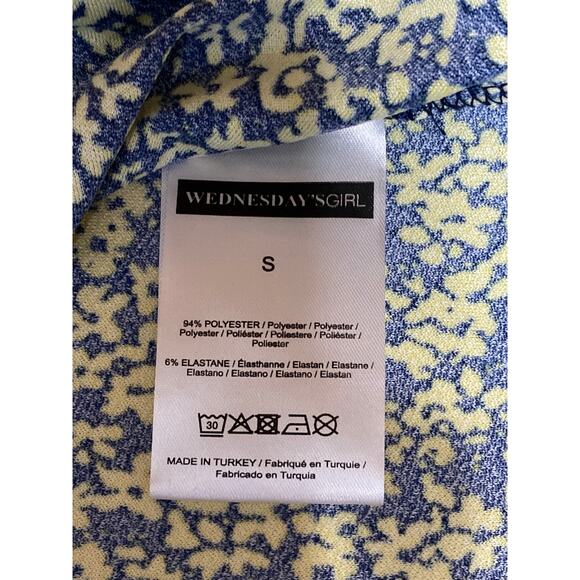 WEDNESDAY'SGIRL
S
94% POLYESTER / Polyester / Polyester /
Polyester / Poliéster / Poliestere / Poliéster /
Poliester
6% ELASTANE / Élasthanne / Elastan / Elastane /
Elastano / Elastano / Elastano / Elastan
30
MADE IN TURKEY / Fabriqué en Turquie /
Fabricado en Turquia